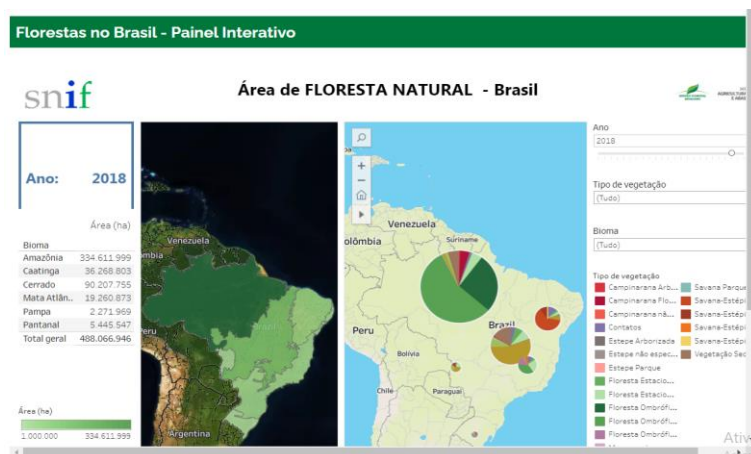 Florestas no Brasil - Painel Interativo
snif
Área de FLORESTA NATURAL - Brasil
Ano: 2018
Área (ha)
Bioma
Amazônia 334.611.999
Caatinga 36.268.803
Cerrado 90.207.755
Mata Atlân.. 19.260.873
Pampa 2.271.969
Pantanal 5.445.547
Total geral 488.066.946
Área (ha)
1.000.000 334.611.999
Venezuela
ombia
Peru
Argentina
Venezuela
olômbia
Suriname
Peru
Brazil
Bolívia
Chile
Paraguai
Ano
2018
Tipo de vegetação
(Tudo)
Bioma
(Tudo)
Tipo de vegetação
Campinarana Arb...
Campinarana Flo...
Campinarana nã...
Contatos
Estepe Arborizada
Estepe não espec...
Estepe Parque
Floresta Estacio...
Floresta Estacio...
Floresta Ombrófi...
Floresta Ombrófi...
Floresta Ombrófi...
Savana Parque
Savana-Estépi
Savana-Estépi
Savana-Estépi
Savana-Estépi
Vegetação Sec
Ativ